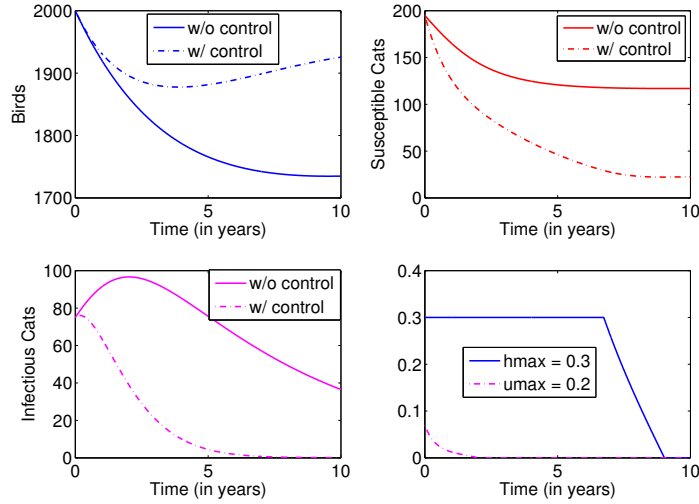 2000
1900
1800
1700
0
5
10
Birds
Time (in years)
w/o control
w/ control
200
150
100
50
0
0
5
10
Susceptible Cats
Time (in years)
w/o control
w/ control
100
80
60
40
20
0
0
5
10
Infectious Cats
Time (in years)
w/o control
w/ control
0.4
0.3
0.2
0.1
0
0
5
10
Time (in years)
hmax = 0.3
umax = 0.2